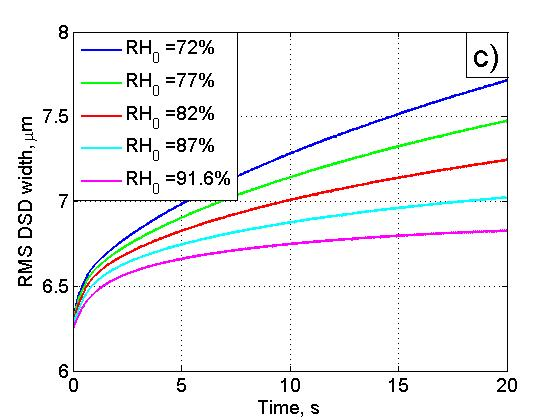 8
7.5
7
6.5
6
RMS DSD width, μm
RH0 =72%
RH0 =77%
RH0 =82%
RH0 =87%
RH0 =91.6%
c)
0 5 10 15 20
Time, s